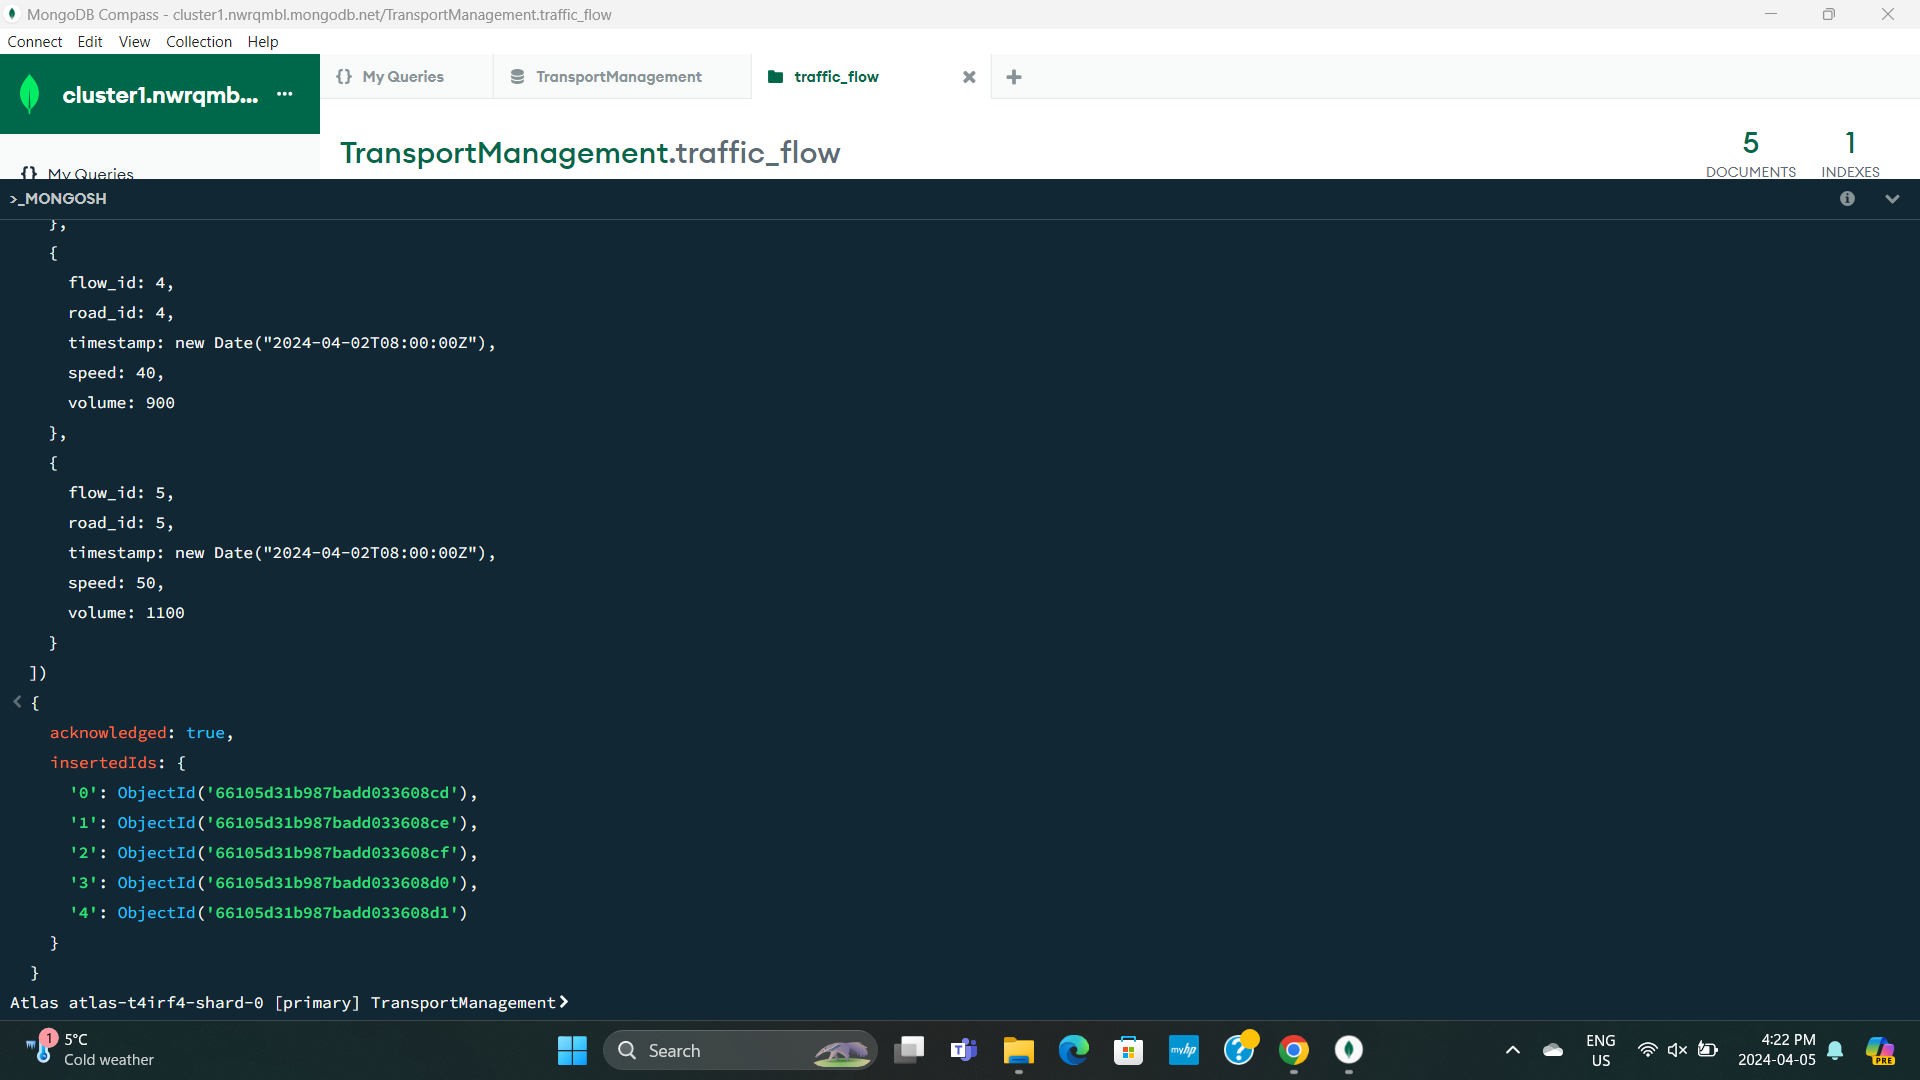 MongoDB Compass - cluster1.nwrqmbl.mongodb.net/TransportManagement.traffic_flow
Connect Edit View Collection Help
cluster1.nwrqmb... ...
{} My Queries
TransportManagement
traffic_flow
TransportManagement.traffic_flow
5
DOCUMENTS
1
INDEXES
{} My Queries
>_MONGOSH
},
{
flow_id: 4,
road_id: 4,
timestamp: new Date("2024-04-02T08:00:00Z"),
speed: 40,
volume: 900
},
{
flow_id: 5,
road_id: 5,
timestamp: new Date("2024-04-02T08:00:00Z"),
speed: 50,
volume: 1100
}
])
< {
acknowledged: true,
insertedIds: {
'0': ObjectId('66105d31b987badd033608cd'),
'1': ObjectId('66105d31b987badd033608ce'),
'2': ObjectId('66105d31b987badd033608cf'),
'3': ObjectId('66105d31b987badd033608d0'),
'4': ObjectId('66105d31b987badd033608d1')
}
}
Atlas atlas-t4irf4-shard-0 [primary] TransportManagement>
1
5°C
Cold weather
Search
T
myhp
?
ENG
US
4:22 PM
2024-04-05
PRE